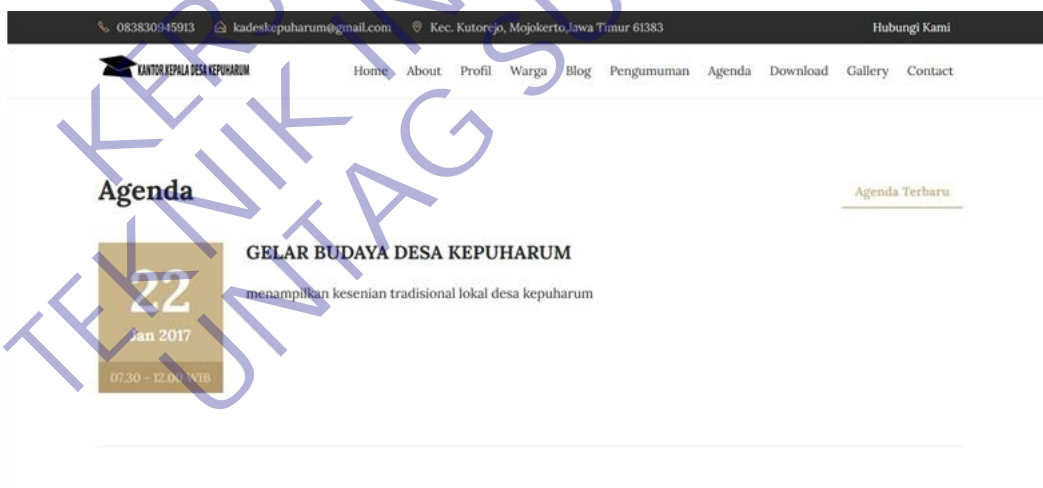 083830945913 kadeskepuharum@gmail.com Kec. Kutorejo, Mojokerto,Jawa Timur 61383 Hubungi Kami
KANTOR KEPALA DESA KEPUHARUM Home About Profil Warga Blog Pengumuman Agenda Download Gallery Contact
Agenda Agenda Terbaru
GELAR BUDAYA DESA KEPUHARUM
22 menampilkan kesenian tradisional lokal desa kepuharum
Jan 2017
07.30 - 12.00 WIB
TEKNIK
UNTAG